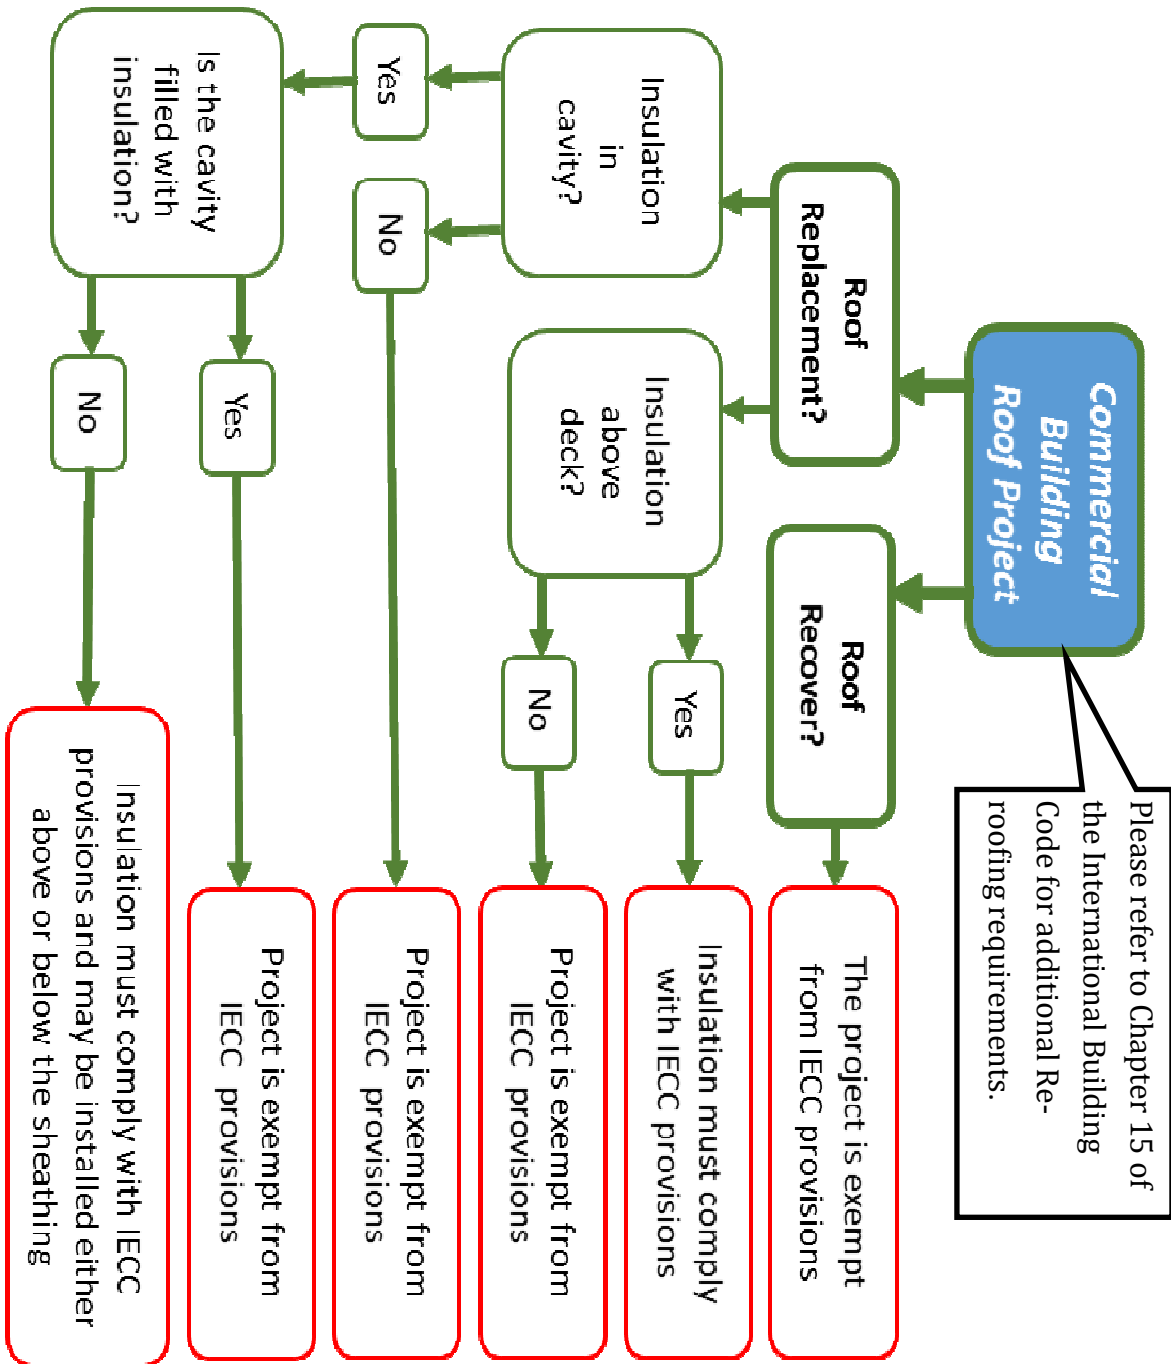 Commercial
Building
Roof Project
Please refer to Chapter 15 of
the International Building
Code for additional Re-
roofing requirements.
Roof
Replacement?
Roof
Recover?
The project is exempt
from IECC provisions
Insulation
in
cavity?
Insulation
above
deck?
Yes
Insulation must comply
with IECC provisions
No
Project is exempt from
IECC provisions
Yes
No
Project is exempt from
IECC provisions
Is the cavity
filled with
insulation?
Yes
Project is exempt from
IECC provisions
No
Insulation must comply with IECC
provisions and may be installed either
above or below the sheathing